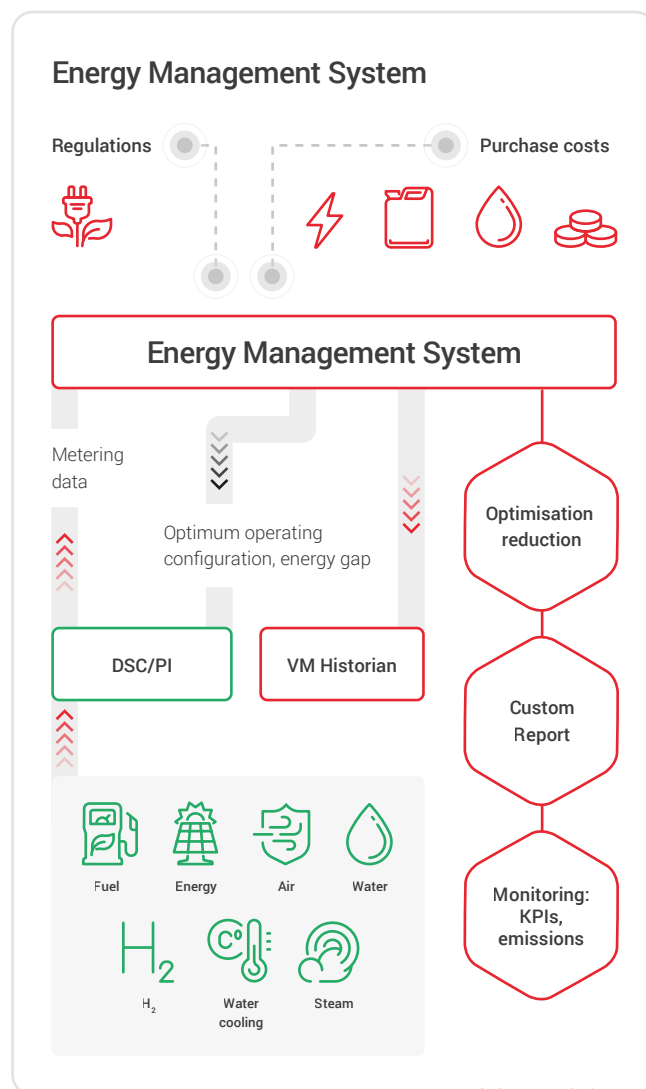 Energy Management System
Regulations
Purchase costs
Energy Management System
Metering
data
Optimum operating
configuration, energy gap
Optimisation
reduction
DSC/PI
VM Historian
Custom
Report
Fuel
Energy
Air
Water
Monitoring:
KPIs,
emissions
H₂
C°
H₂
Water
cooling
Steam